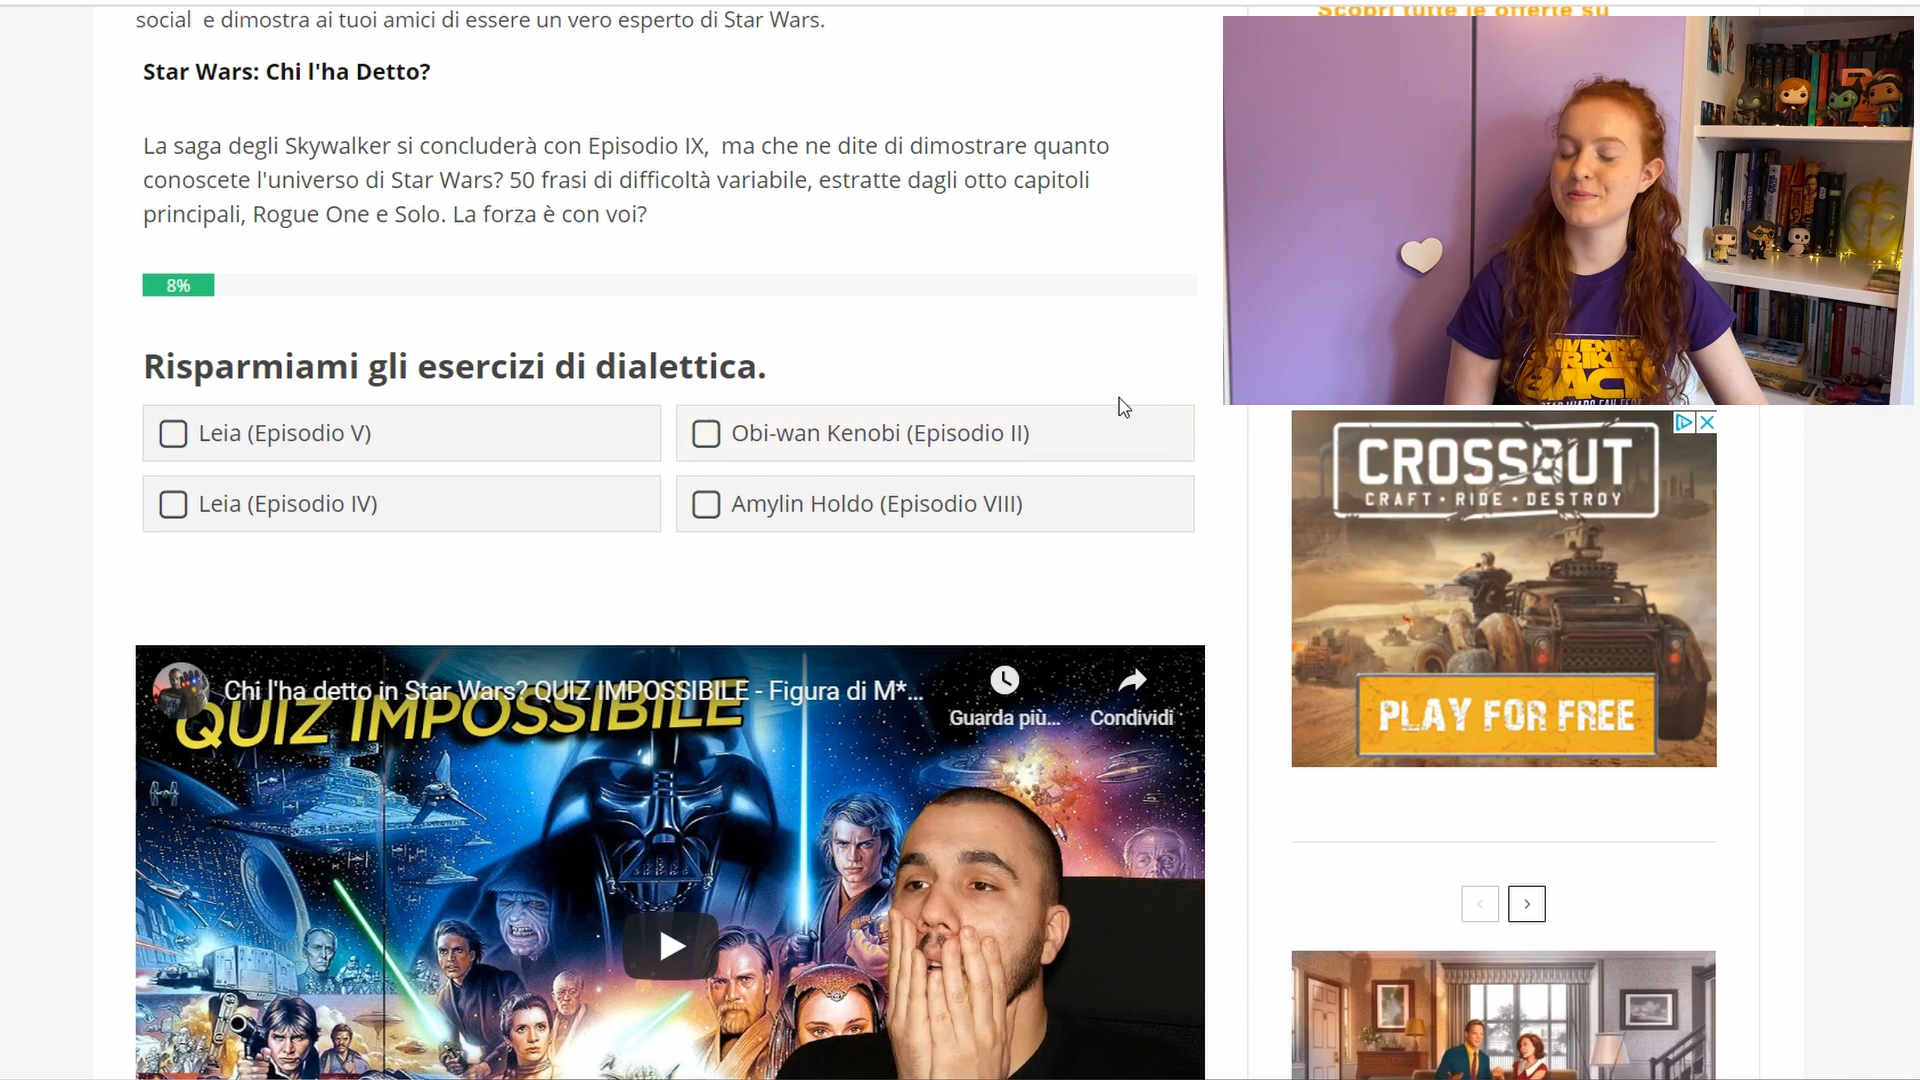 social  e dimostra ai tuoi amici di essere un vero esperto di Star Wars.
Scopri tutte le offerte su
Star Wars: Chi l'ha Detto?
La saga degli Skywalker si concluderà con Episodio IX,  ma che ne dite di dimostrare quanto
conoscete l'universo di Star Wars? 50 frasi di difficoltà variabile, estratte dagli otto capitoli
principali, Rogue One e Solo. La forza è con voi?
8%
Risparmiami gli esercizi di dialettica.
Leia (Episodio V)
Obi-wan Kenobi (Episodio II)
Leia (Episodio IV)
Amylin Holdo (Episodio VIII)
CROSSOUT
CRAFT • RIDE • DESTROY
PLAY FOR FREE
Chi l'ha detto in Star Wars? QUIZ IMPOSSIBILE - Figura di M*...
Guarda più...
Condividi
QUIZ IMPOSSIBILE